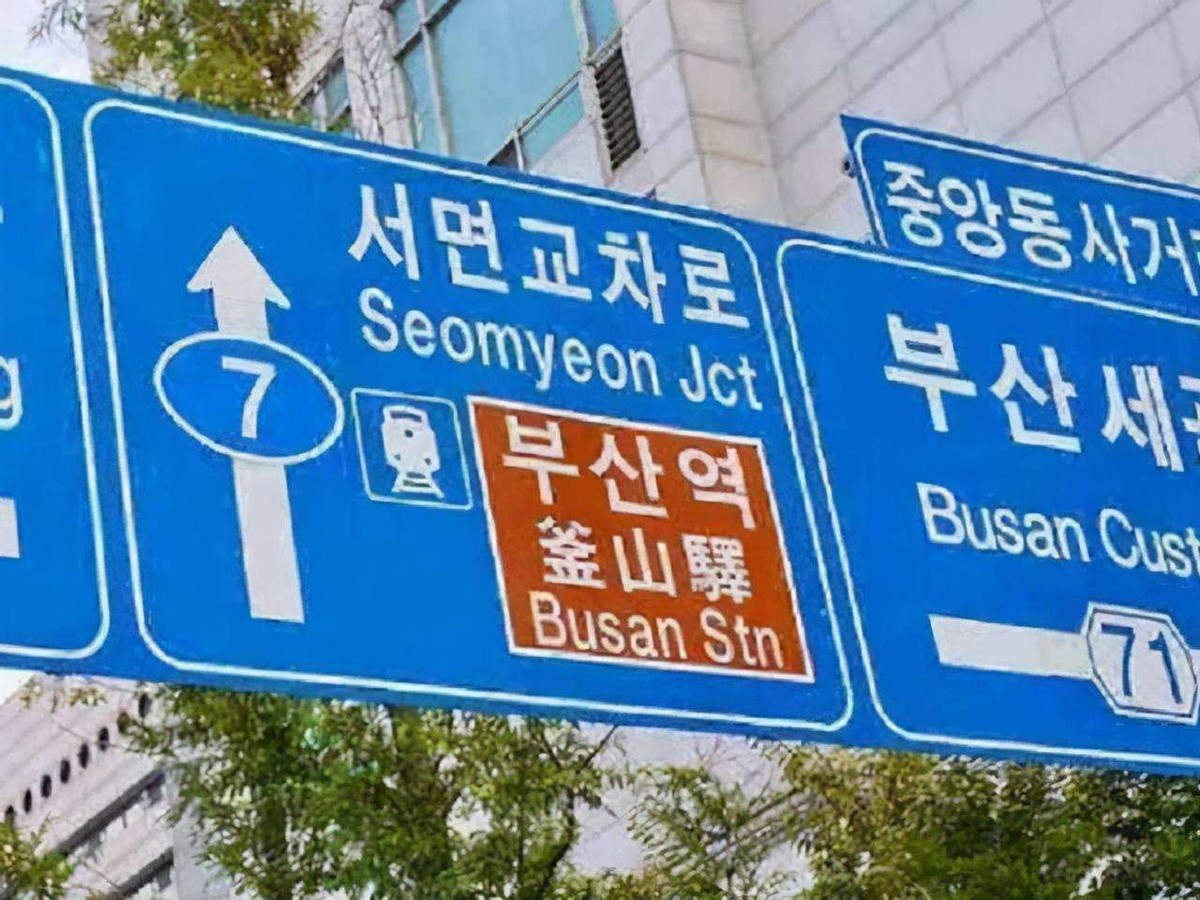 g
서면교차로
Seomyeon Jct
7
부산역
釜山驛
Busan Stn
중앙동사거
부산세
Busan Cust
71